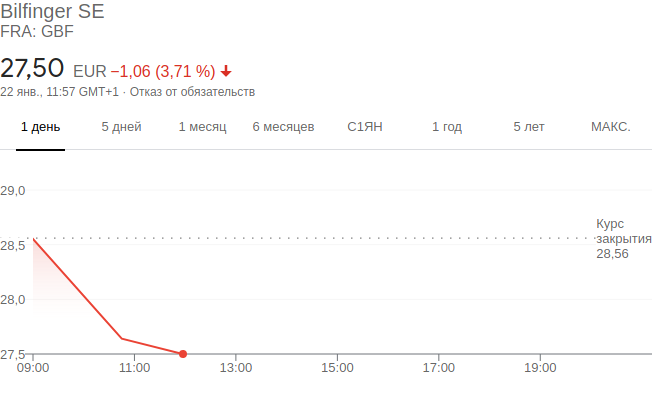 Bilfinger SE
FRA: GBF
27,50 EUR −1,06 (3,71 %)
22 янв., 11:57 GMT+1 · Отказ от обязательств
1 день 5 дней 1 месяц 6 месяцев С1ЯН 1 год 5 лет МАКС.
29,0
Курс
закрытия
28,56
28,5
28,0
27,5
09:00 11:00 13:00 15:00 17:00 19:00